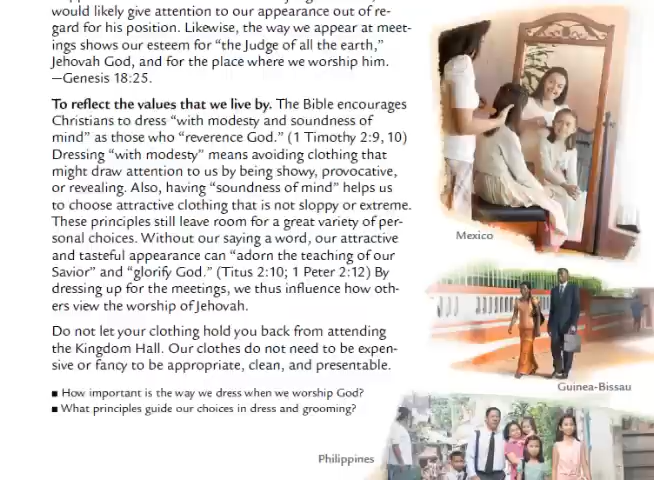 would likely give attention to our appearance out of re-
gard for his position. Likewise, the way we appear at meet-
ings shows our esteem for “the Judge of all the earth,”
Jehovah God, and for the place where we worship him.
—Genesis 18:25.
To reflect the values that we live by. The Bible encourages
Christians to dress “with modesty and soundness of
mind” as those who “reverence God.” (1 Timothy 2:9, 10)
Dressing “with modesty” means avoiding clothing that
might draw attention to us by being showy, provocative,
or revealing. Also, having “soundness of mind” helps us
to choose attractive clothing that is not sloppy or extreme.
These principles still leave room for a great variety of per-
sonal choices. Without our saying a word, our attractive
and tasteful appearance can “adorn the teaching of our
Savior” and “glorify God.” (Titus 2:10; 1 Peter 2:12) By
dressing up for the meetings, we thus influence how oth-
ers view the worship of Jehovah.
Do not let your clothing hold you back from attending
the Kingdom Hall. Our clothes do not need to be expen-
sive or fancy to be appropriate, clean, and presentable.
■ How important is the way we dress when we worship God?
■ What principles guide our choices in dress and grooming?
Mexico
Guinea-Bissau
Philippines